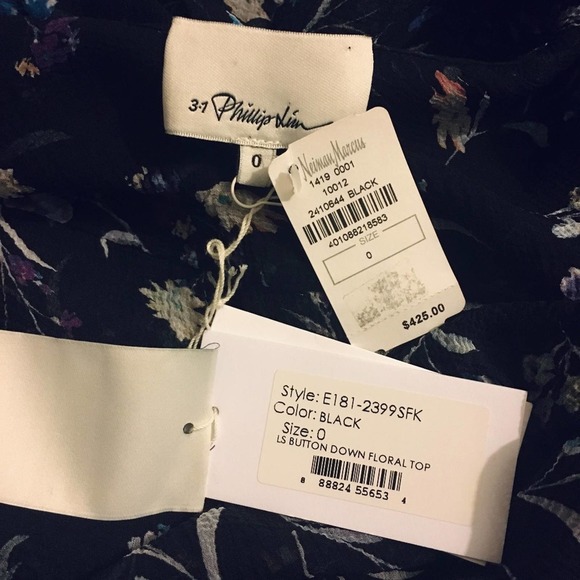 3·1 Phillip Lim
0
Neiman Marcus
1419 0001
10012
2410644 BLACK
401088218583
SIZE
0
$425.00
Style: E181-2399SFK
Color: BLACK
Size: 0
LS BUTTON DOWN FLORAL TOP
8 88824 55653 4